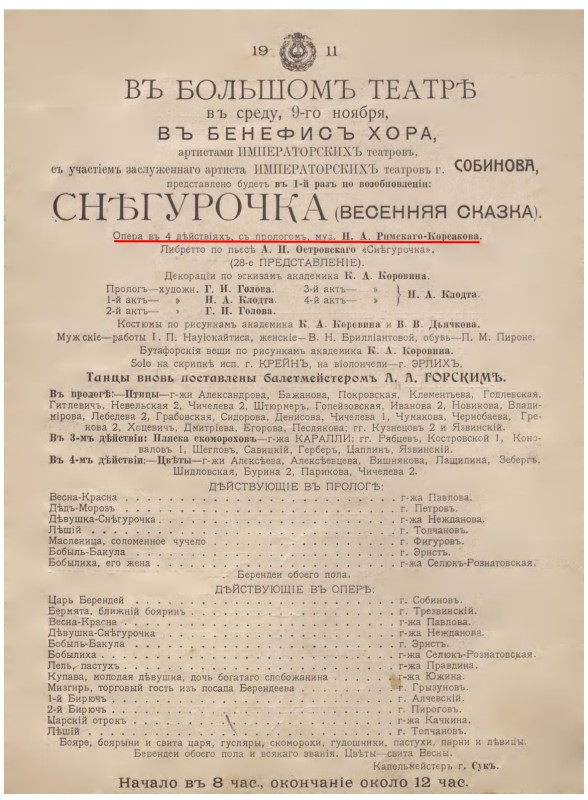 19 11
ВЪ БОЛЬШОМЪ ТЕАТРѢ
въ среду, 9-го ноября,
ВЪ БЕНЕФИСЪ ХОРА,
артистами ИМПЕРАТОРСКИХЪ театровъ,
съ участіемъ заслуженнаго артиста ИМПЕРАТОРСКИХЪ театровъ г. СОБИНОВА,
представлено будетъ въ 1-й разъ по возобновленіи:
СНѢГУРОЧКА (ВЕСЕННЯЯ СКАЗКА).
Опера въ 4 дѣйствіяхъ, съ прологомъ, муз. Н. А. Римскаго-Корсакова.
Либретто по пьесѣ А. Н. Островскаго «Снѣгурочка».
(28-е ПРЕДСТАВЛЕНІЕ).
Декораціи по эскизамъ академика К. А. Коровина.
Прологъ—художн. Г. И. Голова. 3-й актъ— » } Н. А. Клодта.
1-й актъ— » Н. А. Клодта 4-й актъ— »
2-й актъ— » Г. И. Голова.
Костюмы по рисункамъ академика К. А. Коровина и В. В. Дьячкова.
Мужскіе—работы І. П. Науіокайтиса, женскіе—В. Н. Брилліантовой, обувь—П. М. Пироне.
Бутафорскія вещи по рисункамъ академика К. А. Коровина.
Solo на скрипкѣ исп. г. КРЕЙНЪ, на віолончели—г. ЭРЛИХЪ.
Танцы вновь поставлены балетмейстеромъ А. А. ГОРСКИМЪ.
Въ прологѣ:—Птицы—г-жи Александрова, Бажанова, Покровская, Клементьева, Годлевская,
Гитлевичъ, Невельская 2, Чичелева 2, Штюрмеръ, Голейзовская, Иванова 2, Новикова, Влади-
мірова, Лебедева 2, Грабовская, Сидорова, Денисова, Чичелева 1, Чумакова, Чернобаева, Гре-
кова 2, Хоцевичъ, Дмитріева, Егорова, Песлякова; гг. Кузнецовъ 2 и Язвинскій.
Въ 3-мъ дѣйствіи: Пляска скомороховъ—г-жа КАРАЛЛИ; гг. Рябцевъ, Костровской 1, Коно-
валовъ 1, Щегловъ, Савицкій, Герберъ, Цаплинъ, Язвинскій.
Въ 4-мъ дѣйствіи:—Цвѣты—г-жи Алексѣева, Алексѣевцева, Вишнякова, Лащилина, Зебергъ,
Шидловская, Бурина 2, Парикова, Чичелева 2.
ДѢЙСТВУЮЩІЕ ВЪ ПРОЛОГѢ:
Весна-Красна г-жа Павлова.
Дѣдъ-Морозъ г. Петровъ.
Дѣвушка-Снѣгурочка г-жа Нежданова.
Лѣшій г. Толчановъ.
Масленица, соломенное чучело г. Фигуровъ.
Бобыль-Бакула г. Эрнстъ.
Бобылиха, его жена г-жа Селюкъ-Рознатовская.
Берендеи обоего пола.
ДѢЙСТВУЮЩІЕ ВЪ ОПЕРѢ:
Царь Берендей г. Собиновъ.
Бермята, ближній бояринъ г. Трезвинскій.
Весна-Красна г-жа Павлова.
Дѣвушка-Снѣгурочка г-жа Нежданова.
Бобыль-Бакула г. Эрнстъ.
Бобылиха г-жа Селюкъ-Рознатовская.
Лель, пастухъ г-жа Правдина.
Купава, молодая дѣвушка, дочь богатаго слобожанина г-жа Южина.
Мизгирь, торговый гость из посада Берендеева г. Грызуновъ.
1-й Бирючъ г. Алчевскій.
2-й Бирючъ г. Пироговъ.
Царскій отрокъ г-жа Качкина.
Лѣшій г. Толчановъ.
Бояре, боярыни и свита царя, гусляры, скоморохи, гудошники, пастухи, парни и дѣвицы.
Берендеи обоего пола и всякаго званія. Цвѣты—свита Весны.
Капельмейстеръ г. Сукъ.
Начало въ 8 час., окончаніе около 12 час.